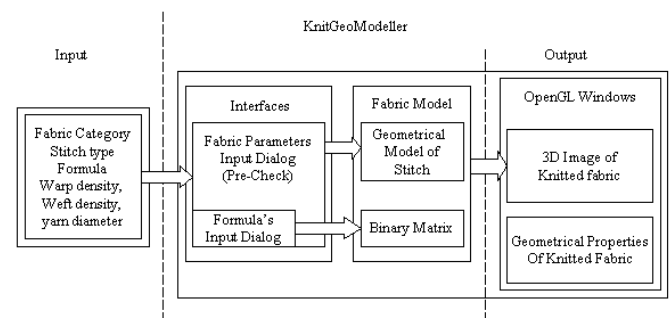 KnitGeoModeller
Input
Output
Fabric Category
Stitch type
Formula
Warp density,
Weft density,
yarn diameter
Interfaces
Fabric Parameters
Input Dialog
(Pre-Check)
Formula's
Input Dialog
Fabric Model
Geometrical
Model of
Stitch
Binary Matrix
OpenGL Windows
3D Image of
Knitted fabric
Geometrical Properties
Of Knitted Fabric